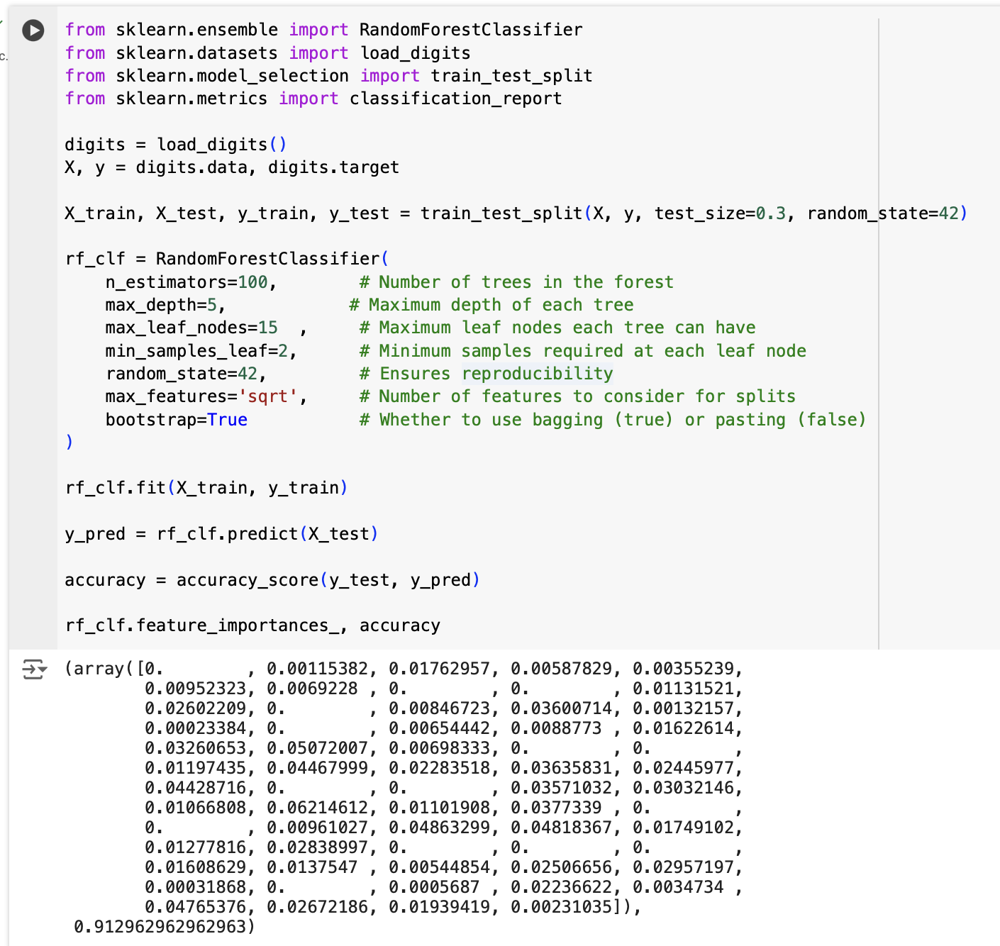 c.
from sklearn.ensemble import RandomForestClassifier
from sklearn.datasets import load_digits
from sklearn.model_selection import train_test_split
from sklearn.metrics import classification_report

digits = load_digits()
X, y = digits.data, digits.target

X_train, X_test, y_train, y_test = train_test_split(X, y, test_size=0.3, random_state=42)

rf_clf = RandomForestClassifier(
    n_estimators=100,        # Number of trees in the forest
    max_depth=5,            # Maximum depth of each tree
    max_leaf_nodes=15  ,     # Maximum leaf nodes each tree can have
    min_samples_leaf=2,      # Minimum samples required at each leaf node
    random_state=42,         # Ensures reproducibility
    max_features='sqrt',     # Number of features to consider for splits
    bootstrap=True           # Whether to use bagging (true) or pasting (false)
)

rf_clf.fit(X_train, y_train)

y_pred = rf_clf.predict(X_test)

accuracy = accuracy_score(y_test, y_pred)

rf_clf.feature_importances_, accuracy
(array([0.        , 0.00115382, 0.01762957, 0.00587829, 0.00355239,
        0.00952323, 0.0069228 , 0.        , 0.        , 0.01131521,
        0.02602209, 0.        , 0.00846723, 0.03600714, 0.00132157,
        0.00023384, 0.        , 0.00654442, 0.0088773 , 0.01622614,
        0.03260653, 0.05072007, 0.00698333, 0.        , 0.        ,
        0.01197435, 0.04467999, 0.02283518, 0.03635831, 0.02445977,
        0.04428716, 0.        , 0.        , 0.03571032, 0.03032146,
        0.01066808, 0.06214612, 0.01101908, 0.0377339 , 0.        ,
        0.        , 0.00961027, 0.04863299, 0.04818367, 0.01749102,
        0.01277816, 0.02838997, 0.        , 0.        , 0.        ,
        0.01608629, 0.0137547 , 0.00544854, 0.02506656, 0.02957197,
        0.00031868, 0.        , 0.0005687 , 0.02236622, 0.0034734 ,
        0.04765376, 0.02672186, 0.01939419, 0.00231035]),
 0.912962962962963)